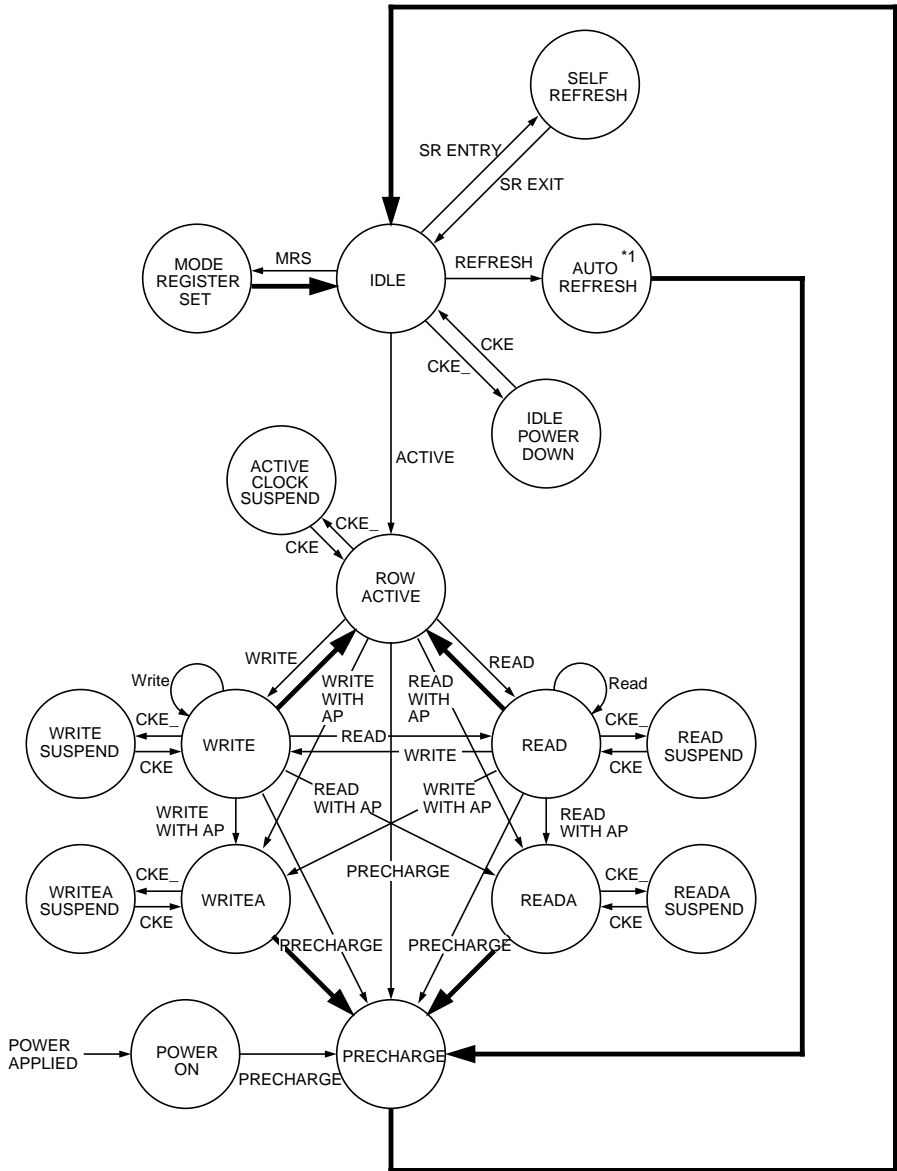 SELF
REFRESH
SR ENTRY
SR EXIT
MODE
REGISTER
SET
MRS
IDLE
REFRESH
AUTO *1
REFRESH
CKE
CKE_
IDLE
POWER
DOWN
ACTIVE
ACTIVE
CLOCK
SUSPEND
CKE_
CKE
ROW
ACTIVE
WRITE
READ
WRITE
WITH
AP
READ
WITH
AP
Write
Read
WRITE
SUSPEND
CKE_
CKE
WRITE
READ
WRITE
READ
CKE_
CKE
READ
SUSPEND
WRITE
WITH AP
READ
WITH AP
WRITE
WITH AP
READ
WITH AP
PRECHARGE
WRITEA
SUSPEND
CKE_
CKE
WRITEA
READA
CKE_
CKE
READA
SUSPEND
PRECHARGE
PRECHARGE
POWER
APPLIED
POWER
ON
PRECHARGE
PRECHARGE